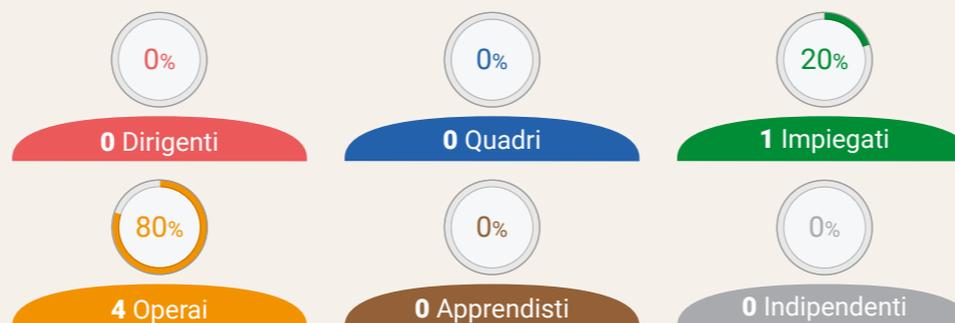 0% 0% 20%
0 Dirigenti 0 Quadri 1 Impiegati
80% 0% 0%
4 Operai 0 Apprendisti 0 Indipendenti